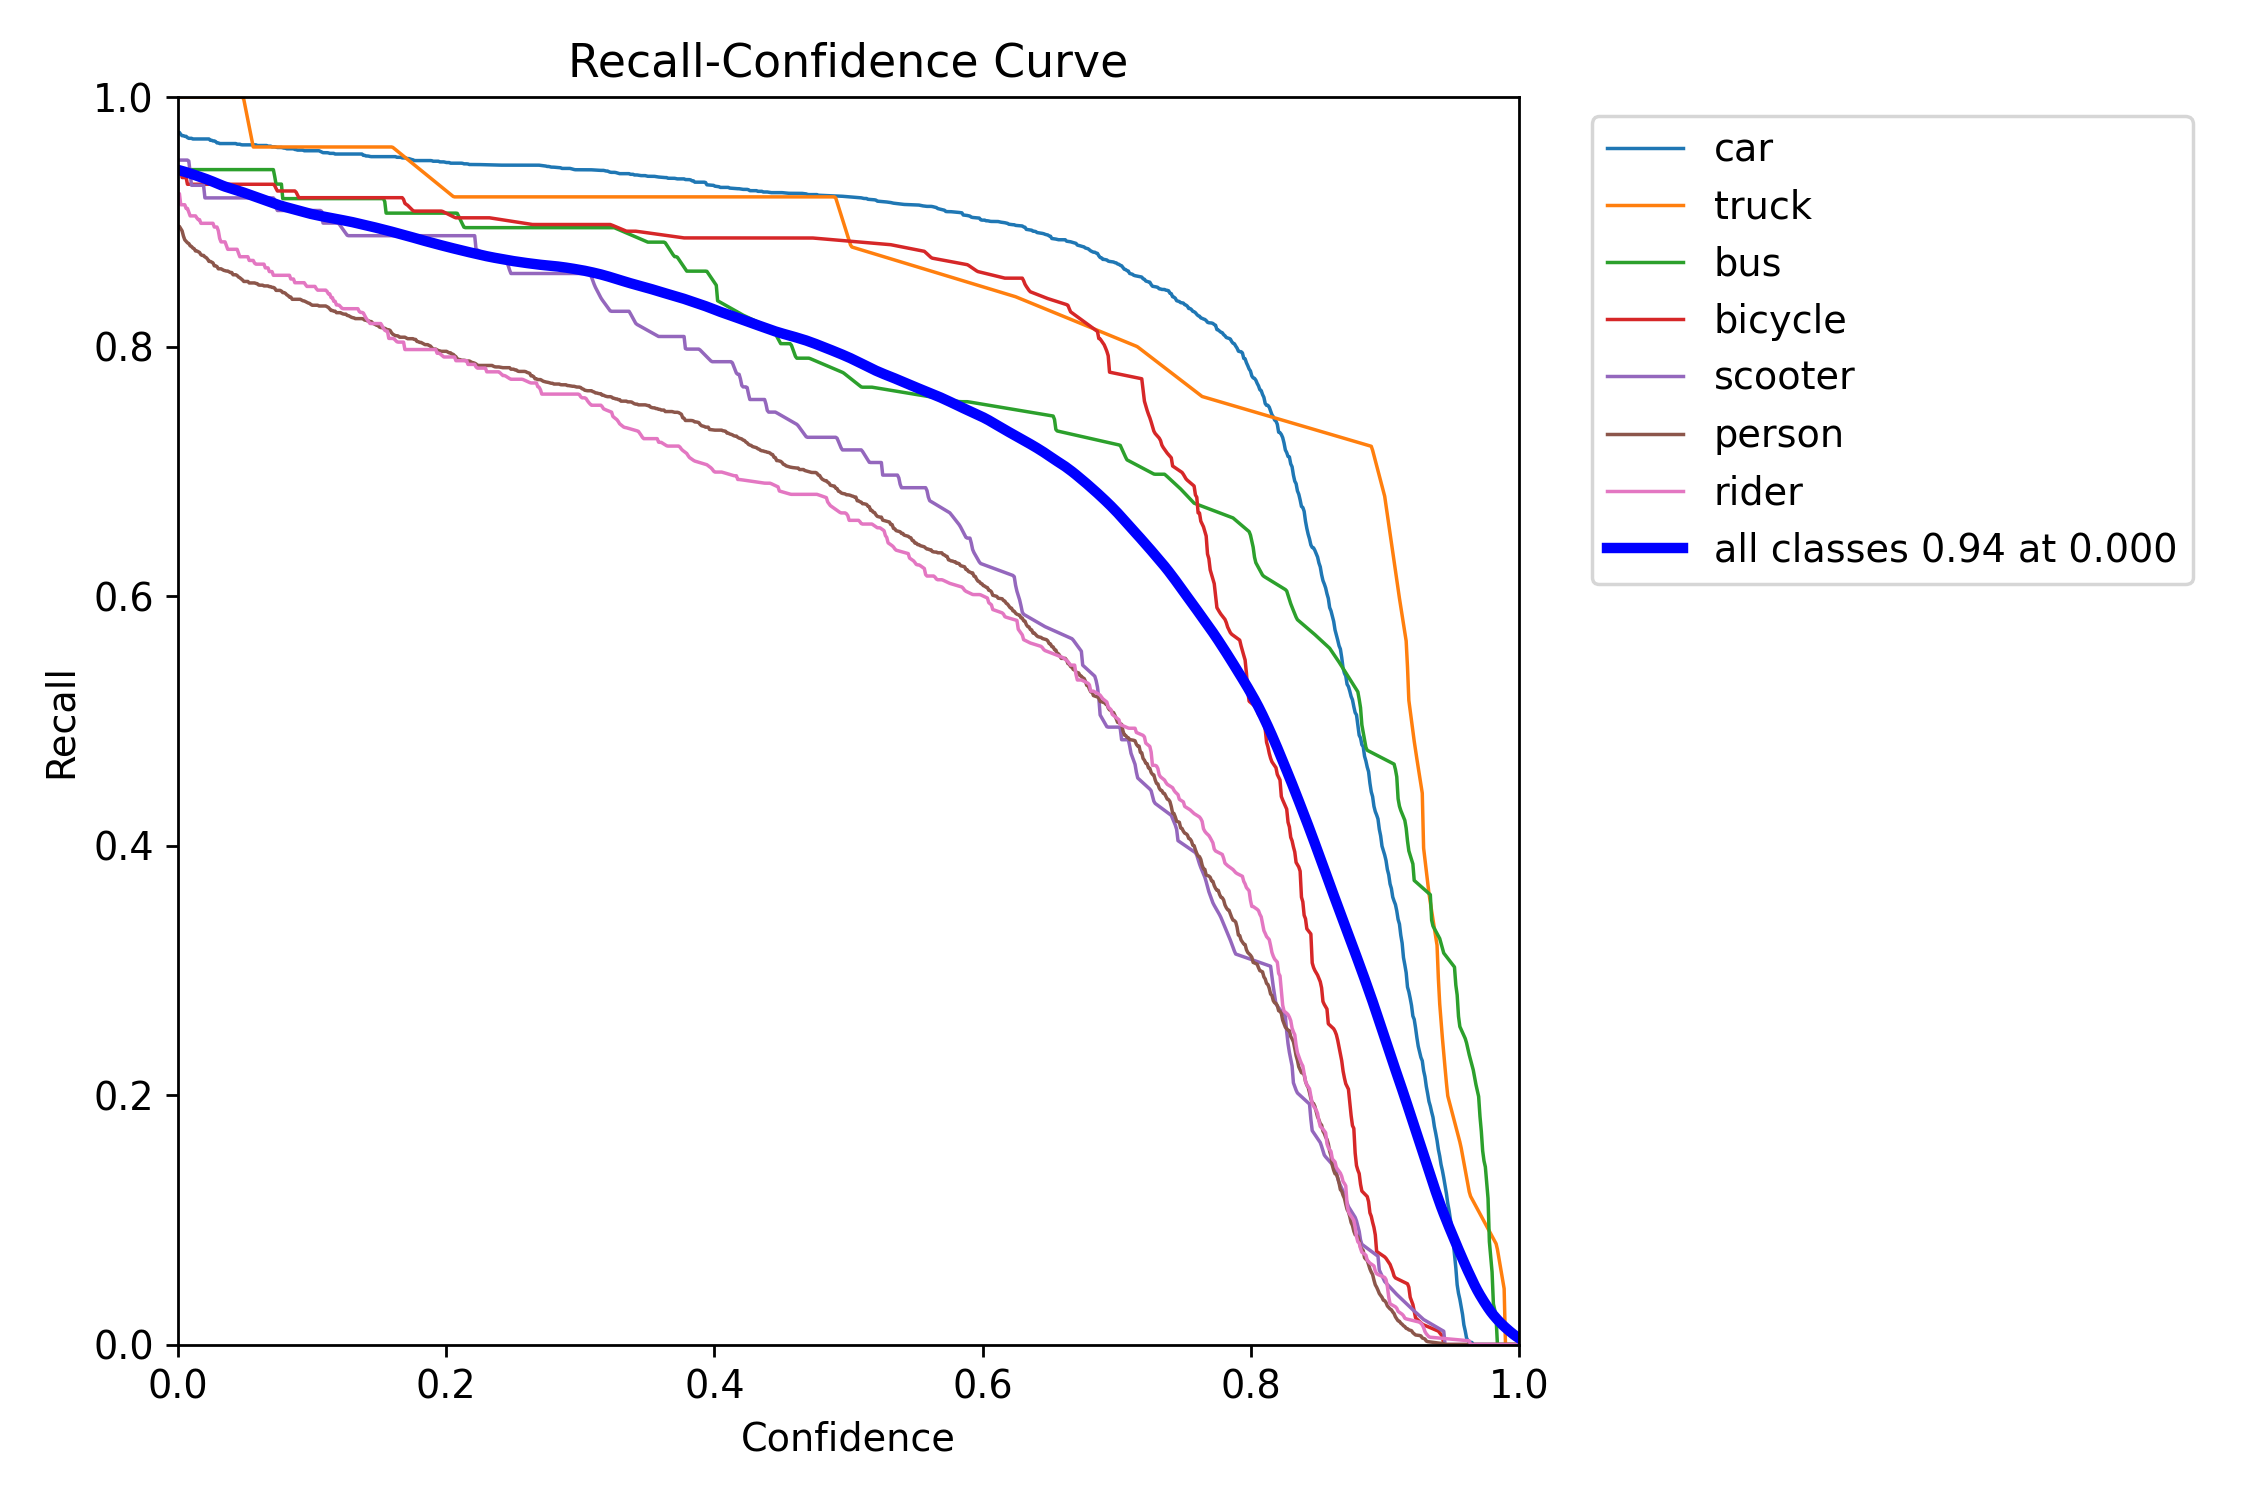 Recall-Confidence Curve
1.0
0.8
0.6
0.4
0.2
0.0
Recall
0.0 0.2 0.4 0.6 0.8 1.0
Confidence
car
truck
bus
bicycle
scooter
person
rider
all classes 0.94 at 0.000